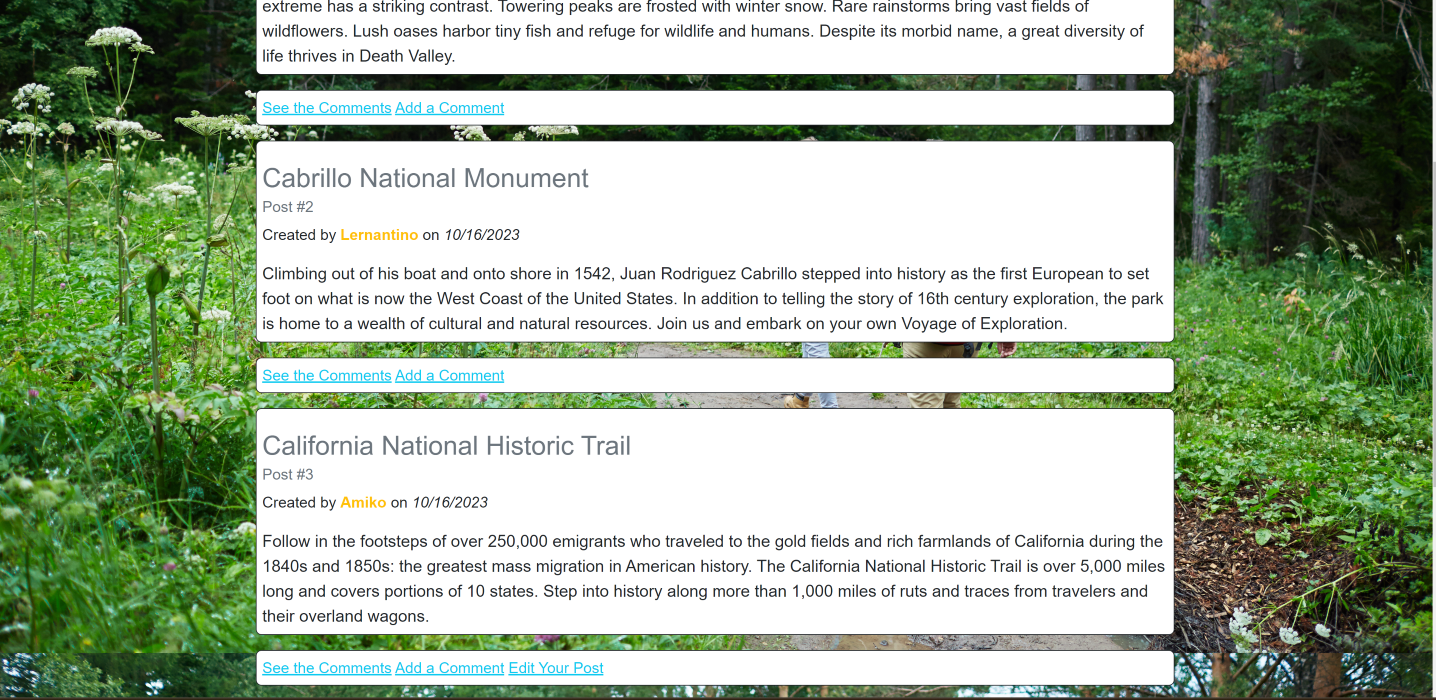 extreme has a striking contrast. Towering peaks are frosted with winter snow. Rare rainstorms bring vast fields of
wildflowers. Lush oases harbor tiny fish and refuge for wildlife and humans. Despite its morbid name, a great diversity of
life thrives in Death Valley.
See the Comments Add a Comment
Cabrillo National Monument
Post #2
Created by Lernantino on 10/16/2023
Climbing out of his boat and onto shore in 1542, Juan Rodriguez Cabrillo stepped into history as the first European to set
foot on what is now the West Coast of the United States. In addition to telling the story of 16th century exploration, the park
is home to a wealth of cultural and natural resources. Join us and embark on your own Voyage of Exploration.
See the Comments Add a Comment
California National Historic Trail
Post #3
Created by Amiko on 10/16/2023
Follow in the footsteps of over 250,000 emigrants who traveled to the gold fields and rich farmlands of California during the
1840s and 1850s: the greatest mass migration in American history. The California National Historic Trail is over 5,000 miles
long and covers portions of 10 states. Step into history along more than 1,000 miles of ruts and traces from travelers and
their overland wagons.
See the Comments Add a Comment Edit Your Post